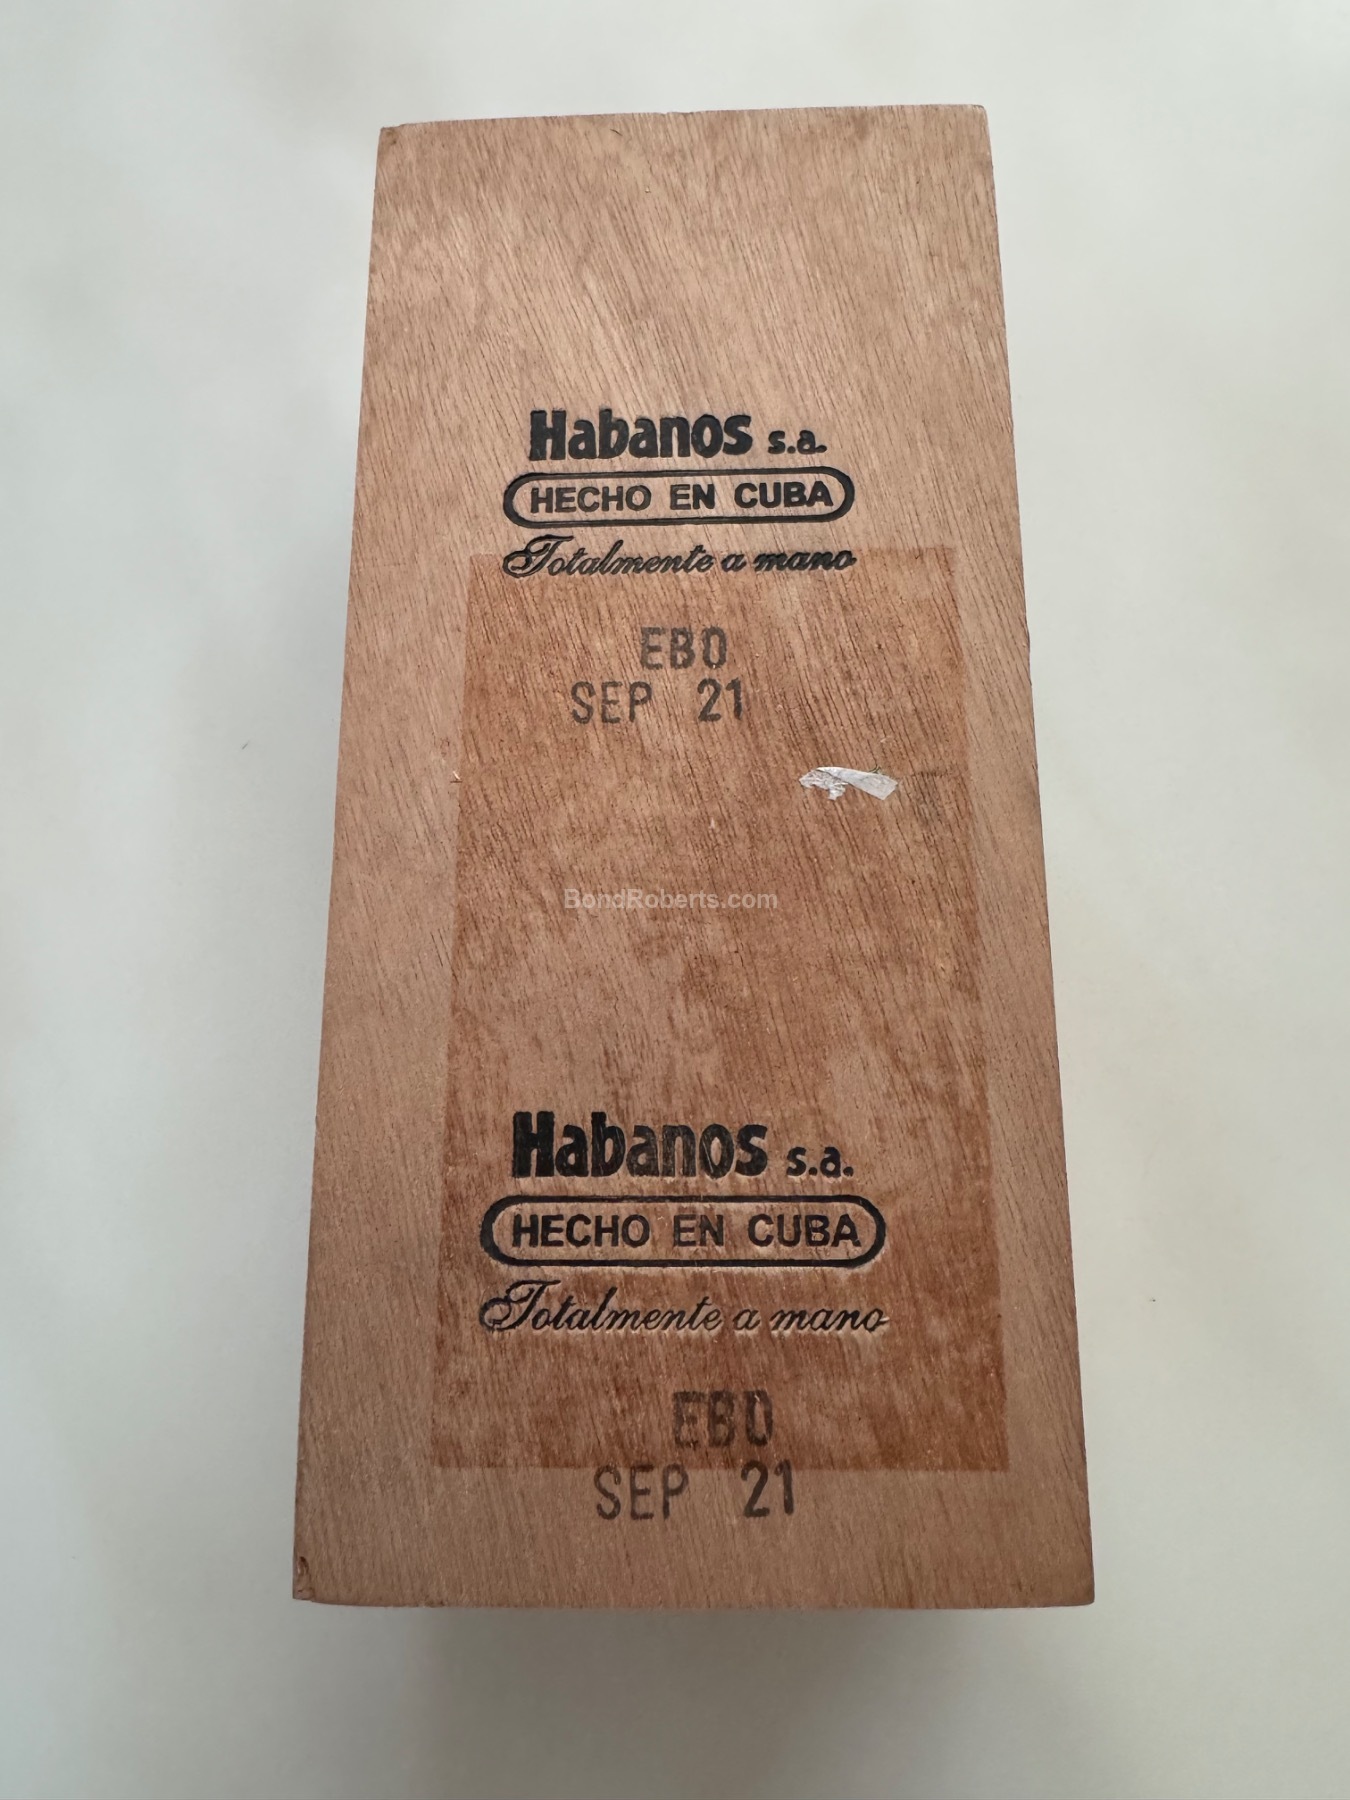 Habanos s.a.
HECHO EN CUBA
Totalmente a mano
EBO
SEP 21
BondRoberts.com
Habanos s.a.
HECHO EN CUBA
Totalmente a mano
EBO
SEP 21